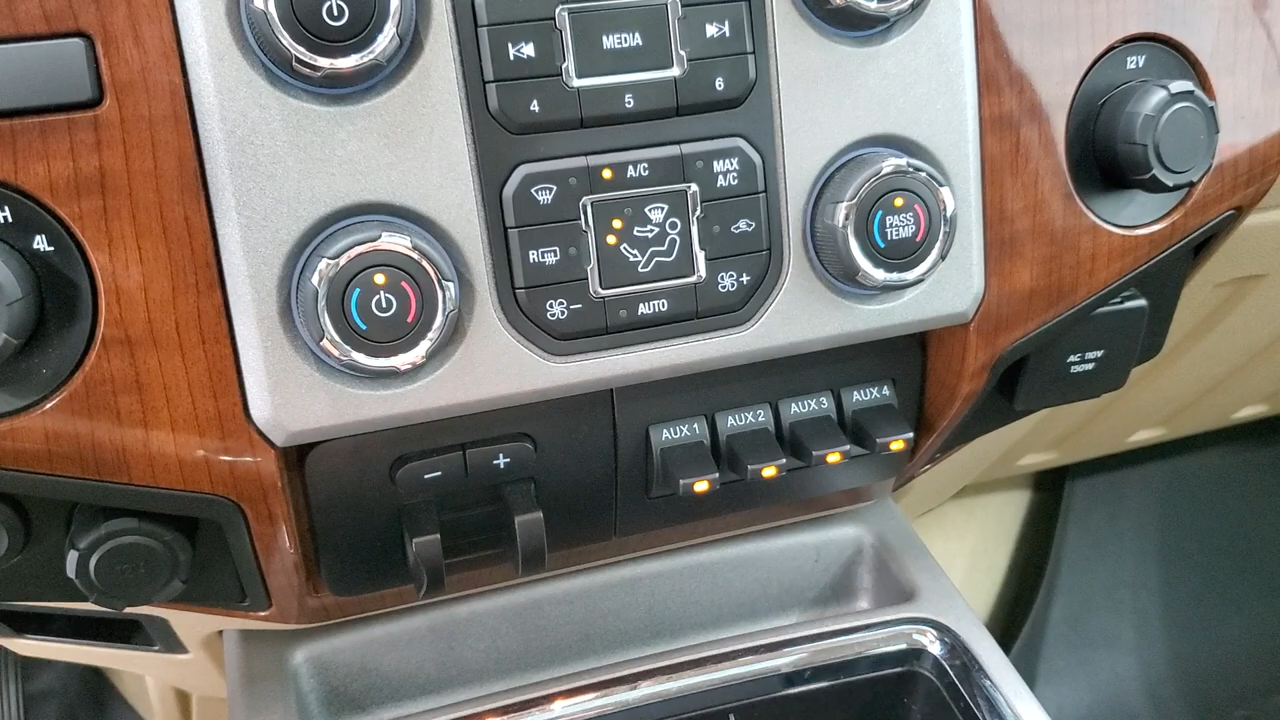 MEDIA
4
5
6
12V
A/C
MAX
A/C
H
4L
R
PASS
TEMP
AUTO
−
+
AC 110V
150W
AUX 1
AUX 2
AUX 3
AUX 4
−
+